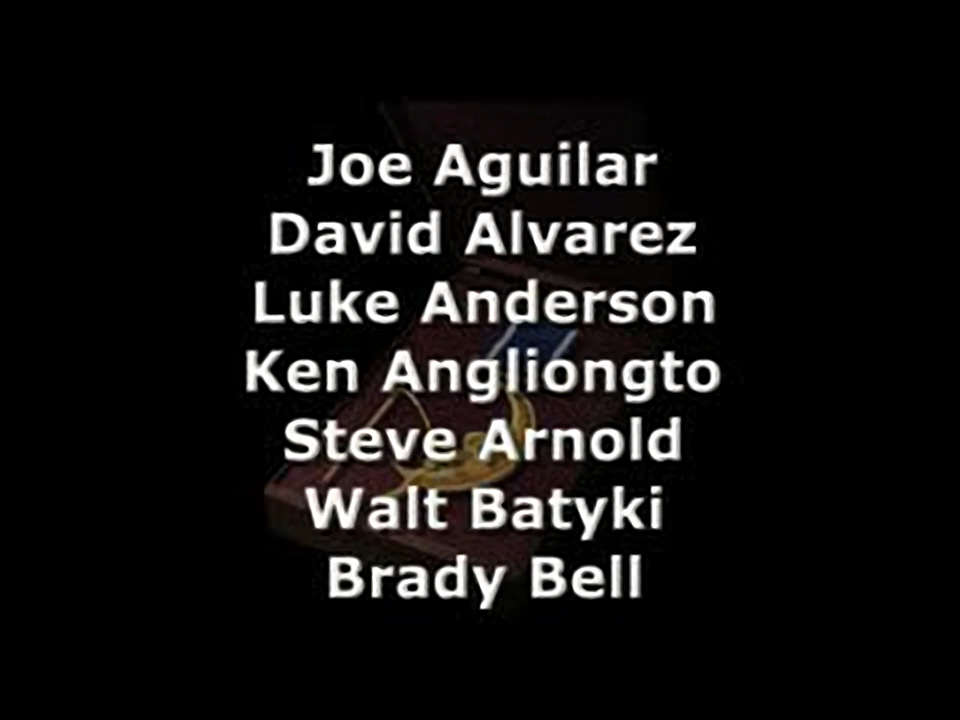 Joe Aguilar
David Alvarez
Luke Anderson
Ken Angliongto
Steve Arnold
Walt Batyki
Brady Bell